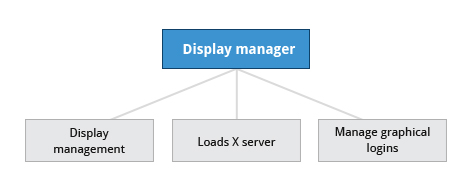 Display manager
Display
management
Loads X server
Manage graphical
logins